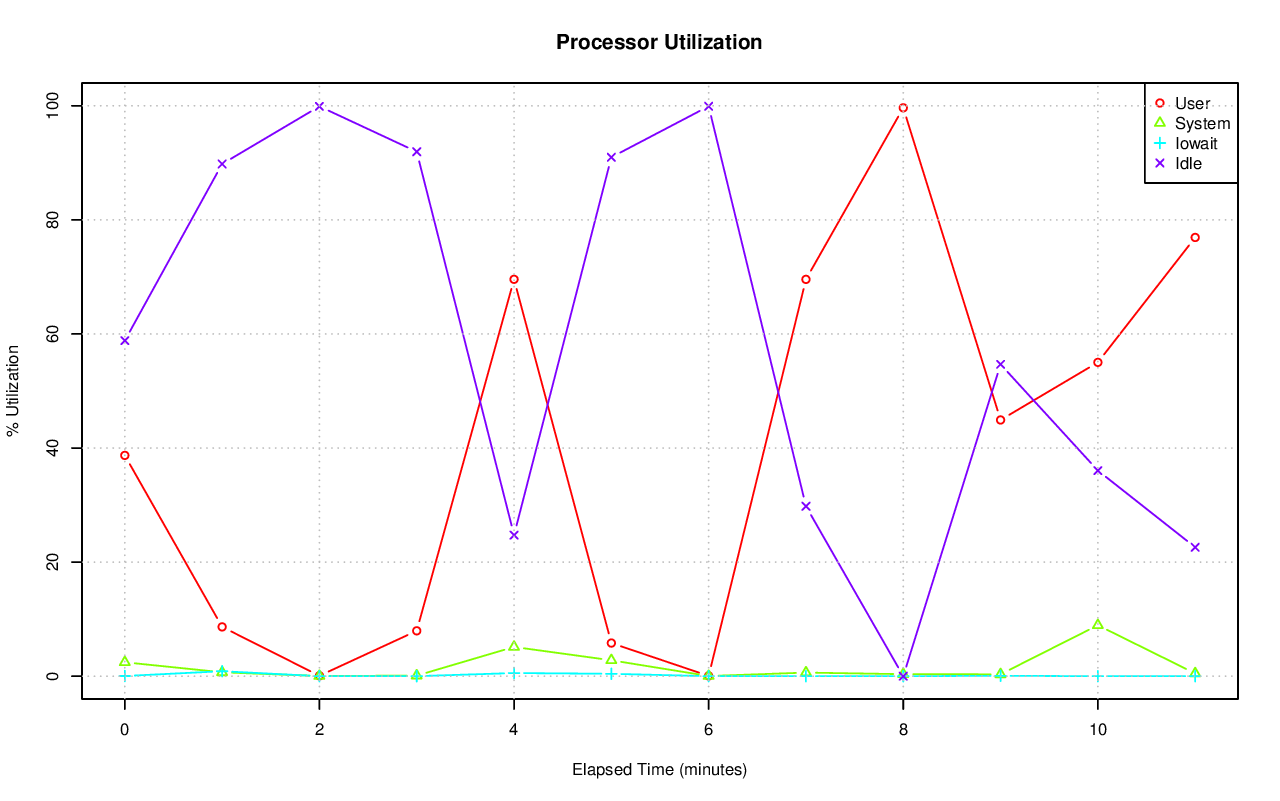 Processor Utilization
% Utilization
100
80
60
40
20
0
User
System
Iowait
Idle
0 2 4 6 8 10
Elapsed Time (minutes)